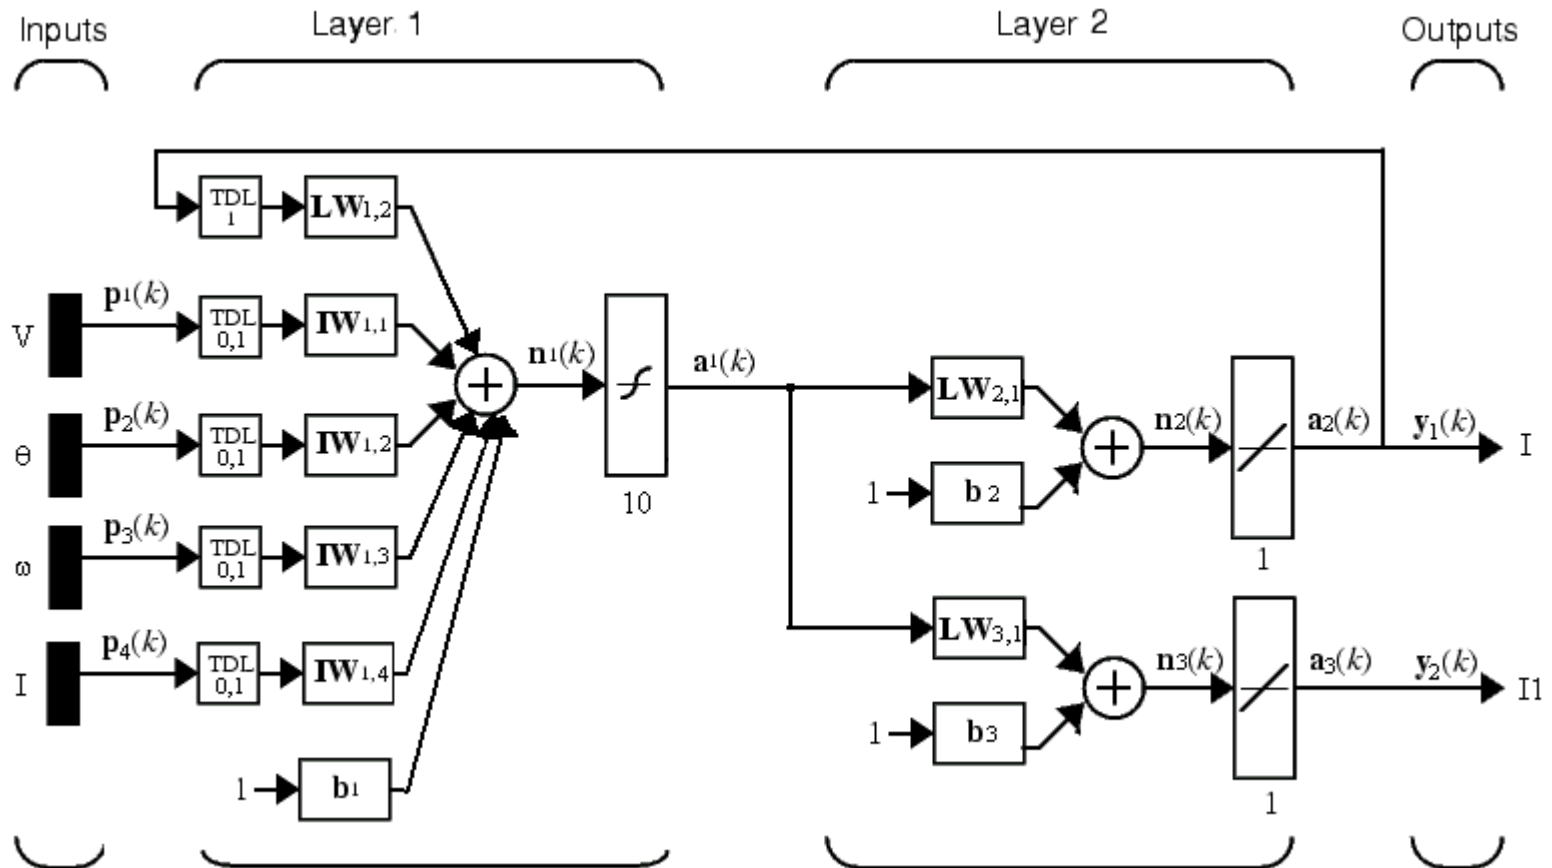 Inputs
Layer 1
Layer 2
Outputs
TDL
1
LW1,2
V
p1(k)
TDL
0,1
IW1,1
n1(k)
a1(k)
10
θ
p2(k)
TDL
0,1
IW1,2
ω
p3(k)
TDL
0,1
IW1,3
I
p4(k)
TDL
0,1
IW1,4
1
b1
LW2,1
1
b2
n2(k)
1
a2(k)
y1(k)
I
LW3,1
1
b3
n3(k)
1
a3(k)
y2(k)
I1